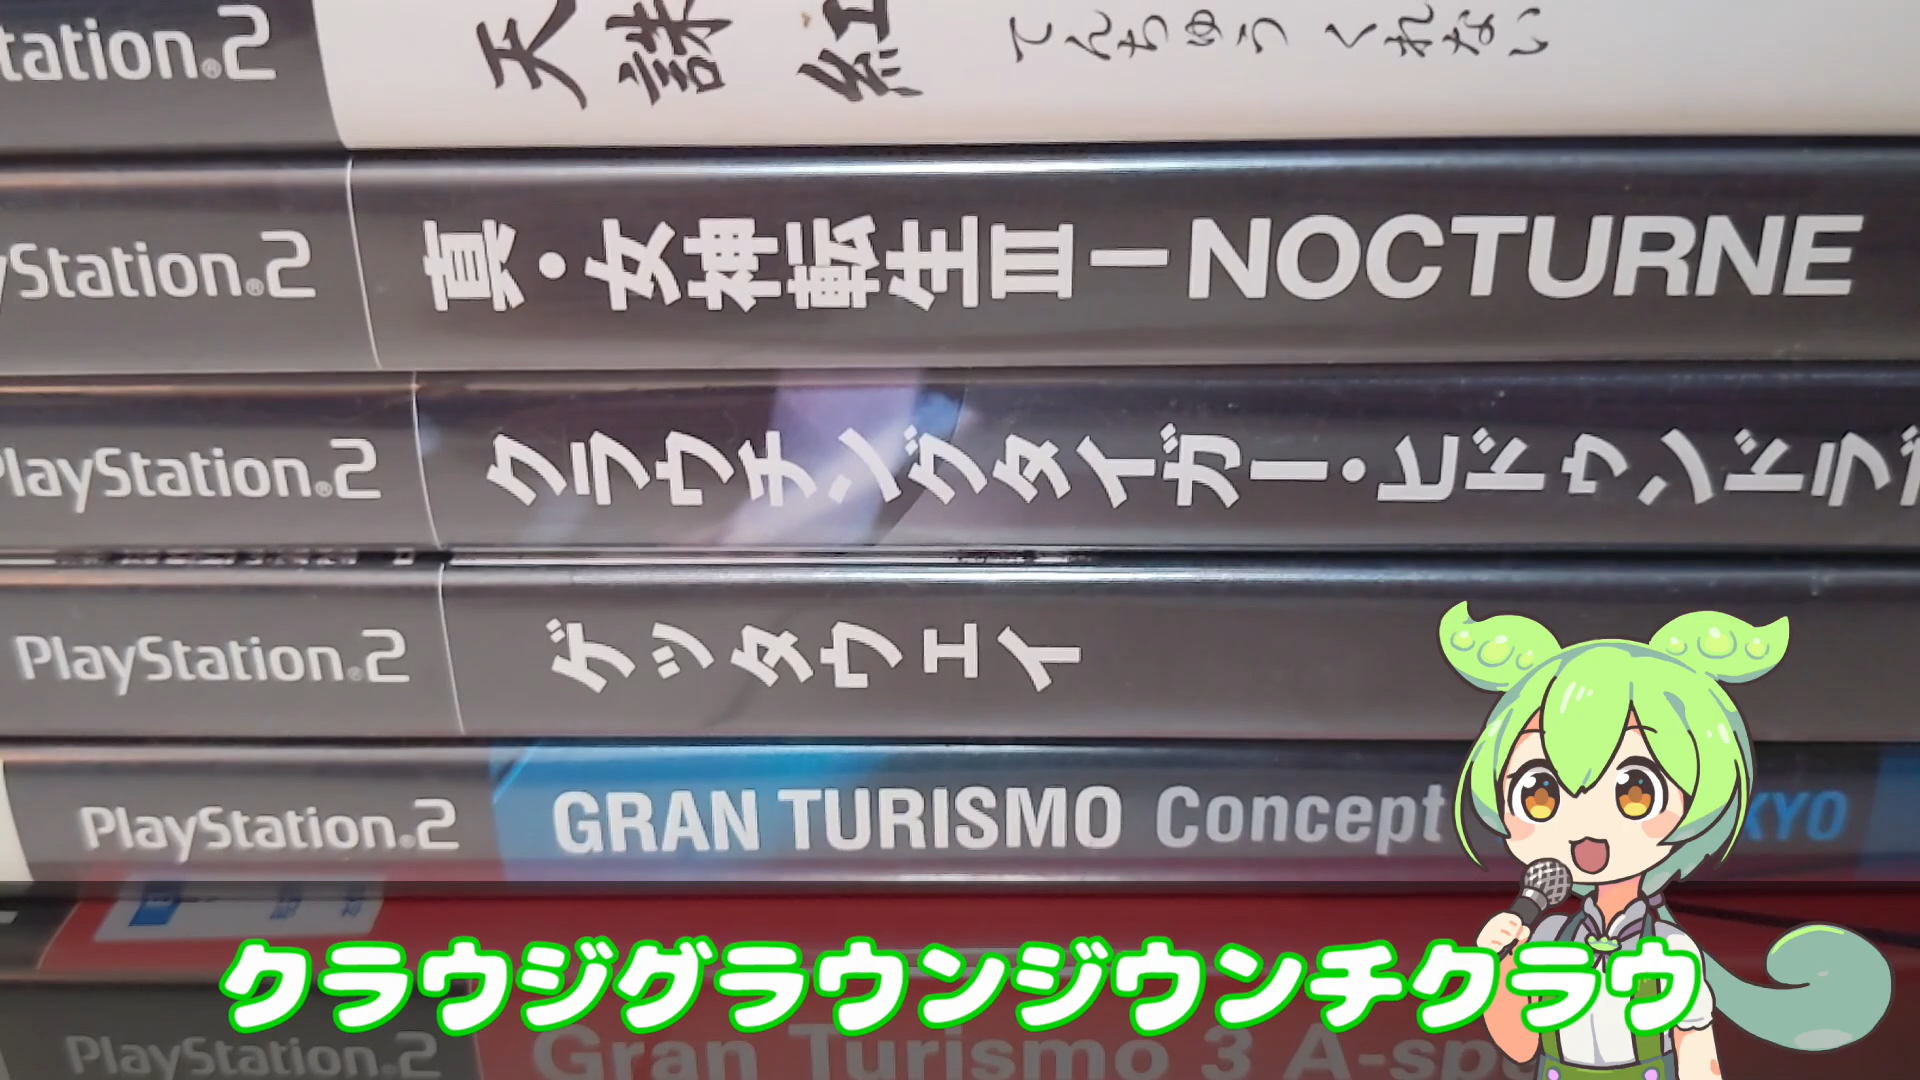 tation®2 天誅 紅 てんちゅう くれない
yStation®2 真・女神転生III－NOCTURNE
PlayStation®2 クラウチングタイガー・ヒドゥンドラ
PlayStation®2 ゲッタウェイ
PlayStation®2 GRAN TURISMO Concept KYO
クラウジグラウンジウンチクラウ
PlayStation®2 Gran Turismo 3 A-sp